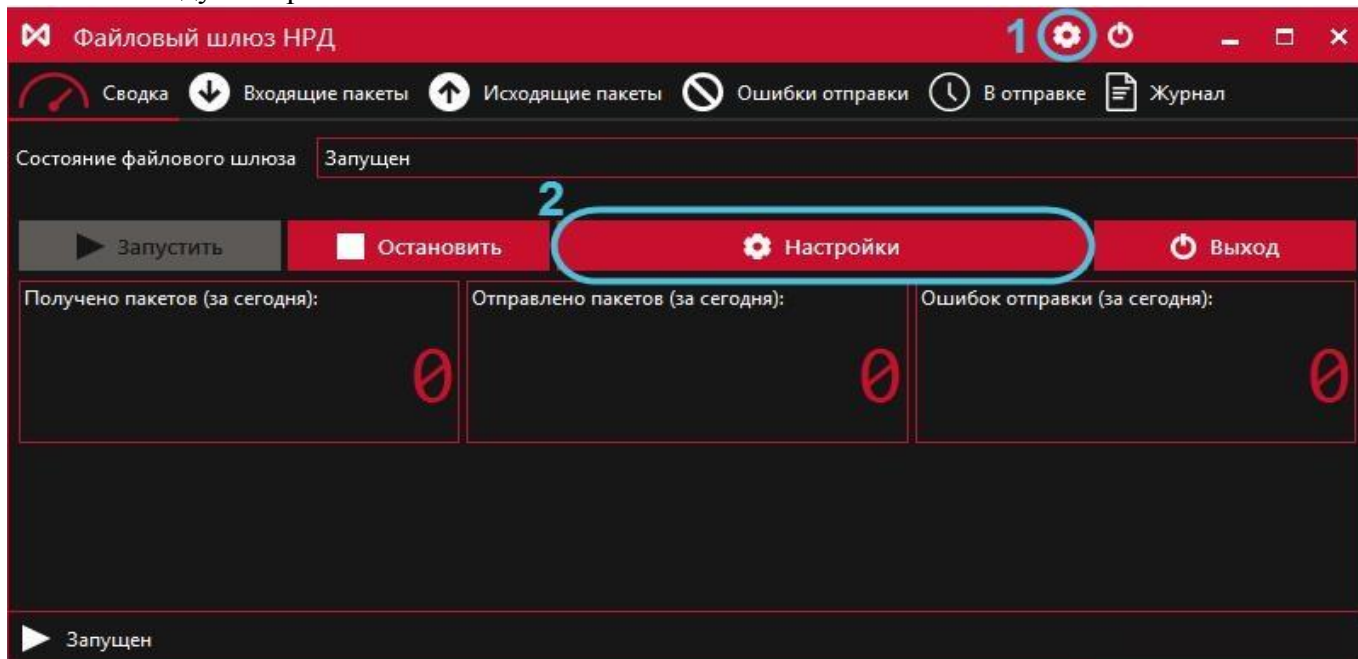 Файловый шлюз НРД 1
Сводка Входящие пакеты Исходящие пакеты Ошибки отправки В отправке Журнал
Состояние файлового шлюза Запущен
2
Запустить Остановить Настройки Выход
Получено пакетов (за сегодня): Отправлено пакетов (за сегодня): Ошибок отправки (за сегодня):
0 0 0
Запущен